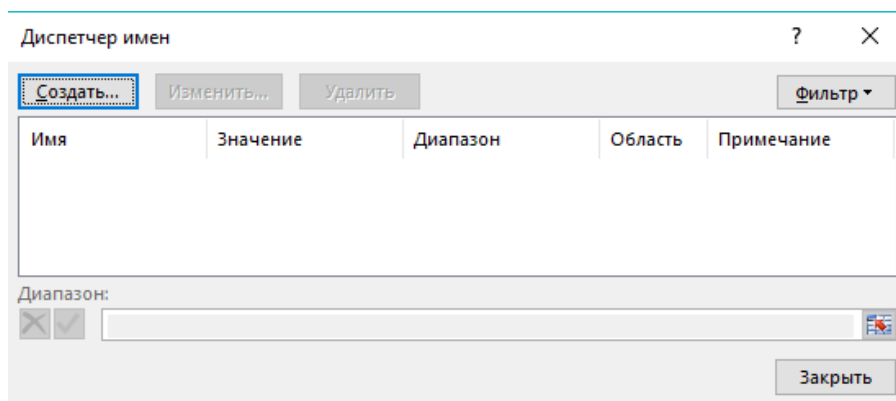 Диспетчер имен ?
Создать... Изменить... Удалить Фильтр
Имя Значение Диапазон Область Примечание
Диапазон:
Закрыть